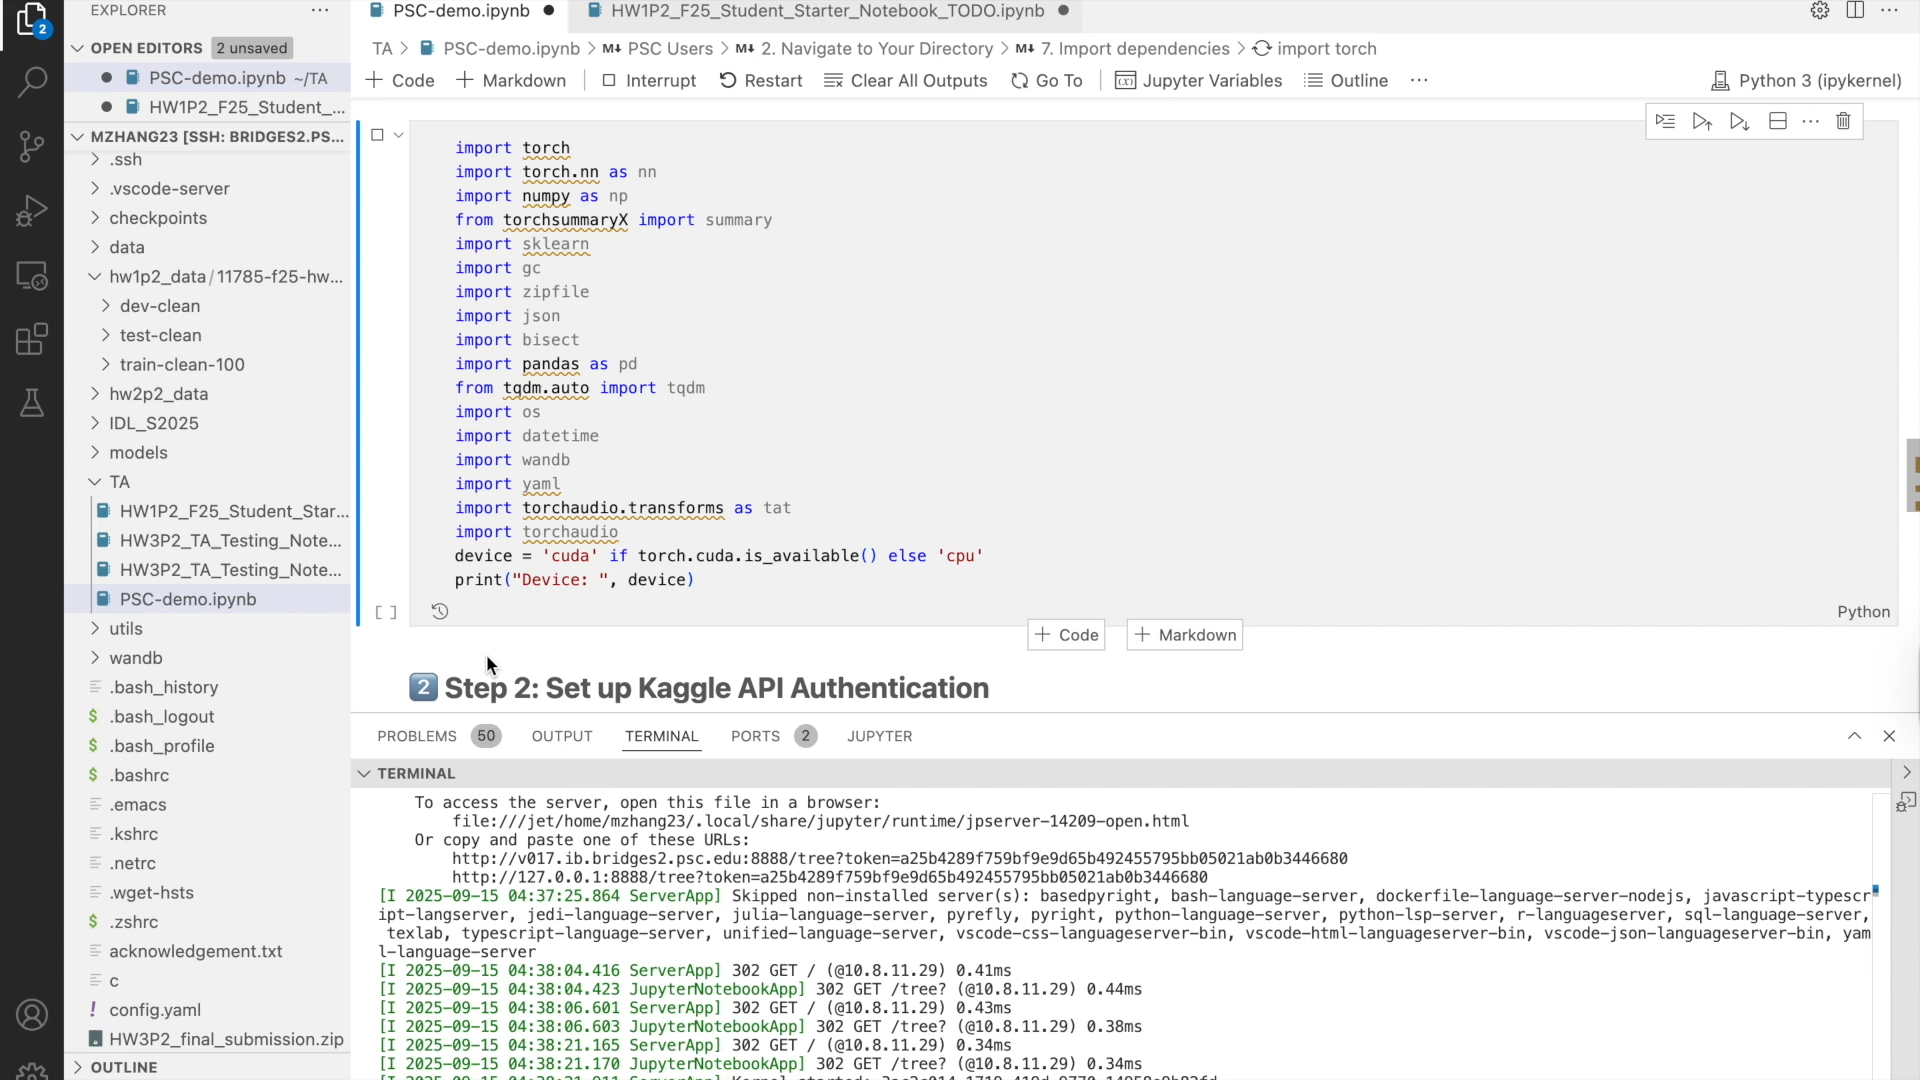 EXPLORER
2
OPEN EDITORS 2 unsaved
PSC-demo.ipynb ~/TA
HW1P2_F25_Student_...
MZHANG23 [SSH: BRIDGES2.PS...
.ssh
.vscode-server
checkpoints
data
hw1p2_data/11785-f25-hw...
dev-clean
test-clean
train-clean-100
hw2p2_data
IDL_S2025
models
TA
HW1P2_F25_Student_Star...
HW3P2_TA_Testing_Note...
HW3P2_TA_Testing_Note...
PSC-demo.ipynb
utils
wandb
.bash_history
.bash_logout
.bash_profile
.bashrc
.emacs
.kshrc
.netrc
.wget-hsts
.zshrc
acknowledgement.txt
c
config.yaml
HW3P2_final_submission.zip
OUTLINE
PSC-demo.ipynb HW1P2_F25_Student_Starter_Notebook_TODO.ipynb
TA > PSC-demo.ipynb > M↓ PSC Users > M↓ 2. Navigate to Your Directory > M↓ 7. Import dependencies > import torch
+ Code + Markdown Interrupt Restart Clear All Outputs Go To Jupyter Variables Outline ... Python 3 (ipykernel)
import torch
import torch.nn as nn
import numpy as np
from torchsummaryX import summary
import sklearn
import gc
import zipfile
import json
import bisect
import pandas as pd
from tqdm.auto import tqdm
import os
import datetime
import wandb
import yaml
import torchaudio.transforms as tat
import torchaudio
device = 'cuda' if torch.cuda.is_available() else 'cpu'
print("Device: ", device)
[ ] Python
+ Code + Markdown
2 Step 2: Set up Kaggle API Authentication
PROBLEMS 50 OUTPUT TERMINAL PORTS 2 JUPYTER
TERMINAL
To access the server, open this file in a browser:
file:///jet/home/mzhang23/.local/share/jupyter/runtime/jpserver-14209-open.html
Or copy and paste one of these URLs:
http://v017.ib.bridges2.psc.edu:8888/tree?token=a25b4289f759bf9e9d65b492455795bb05021ab0b3446680
http://127.0.0.1:8888/tree?token=a25b4289f759bf9e9d65b492455795bb05021ab0b3446680
[I 2025-09-15 04:37:25.864 ServerApp] Skipped non-installed server(s): basedpyright, bash-language-server, dockerfile-language-server-nodejs, javascript-typescr
ipt-langserver, jedi-language-server, julia-language-server, pyrefly, pyright, python-language-server, python-lsp-server, r-languageserver, sql-language-server,
texlab, typescript-language-server, unified-language-server, vscode-css-languageserver-bin, vscode-html-languageserver-bin, vscode-json-languageserver-bin, yam
l-language-server
[I 2025-09-15 04:38:04.416 ServerApp] 302 GET / (@10.8.11.29) 0.41ms
[I 2025-09-15 04:38:04.423 JupyterNotebookApp] 302 GET /tree? (@10.8.11.29) 0.44ms
[I 2025-09-15 04:38:06.601 ServerApp] 302 GET / (@10.8.11.29) 0.43ms
[I 2025-09-15 04:38:06.603 JupyterNotebookApp] 302 GET /tree? (@10.8.11.29) 0.38ms
[I 2025-09-15 04:38:21.165 ServerApp] 302 GET / (@10.8.11.29) 0.34ms
[I 2025-09-15 04:38:21.170 JupyterNotebookApp] 302 GET /tree? (@10.8.11.29) 0.34ms